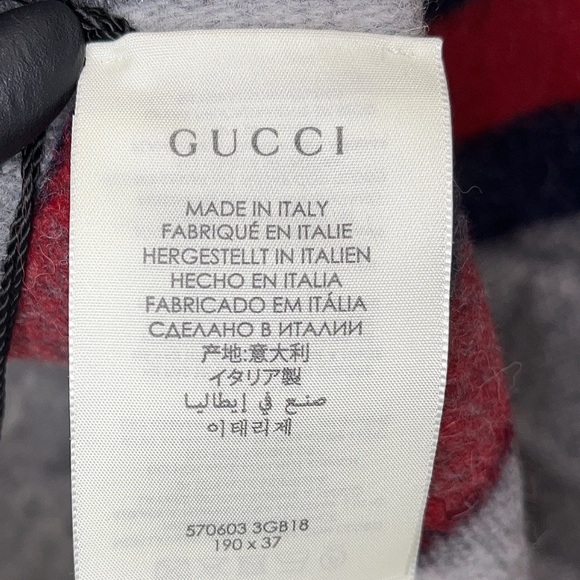 GUCCI
MADE IN ITALY
FABRIQUÉ EN ITALIE
HERGESTELLT IN ITALIEN
HECHO EN ITALIA
FABRICADO EM ITÁLIA
СДЕЛАНО В ИТАЛИИ
产地:意大利
イタリア製
صنع في إيطاليا
이태리제
570603 3GB18
190 x 37